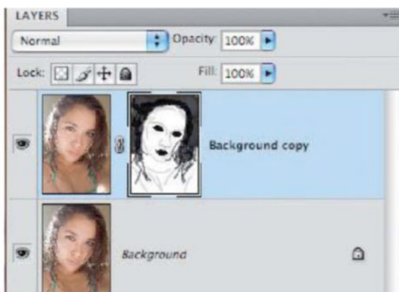 LAYERS
Normal Opacity: 100%
Lock: Fill: 100%
Background copy
Background